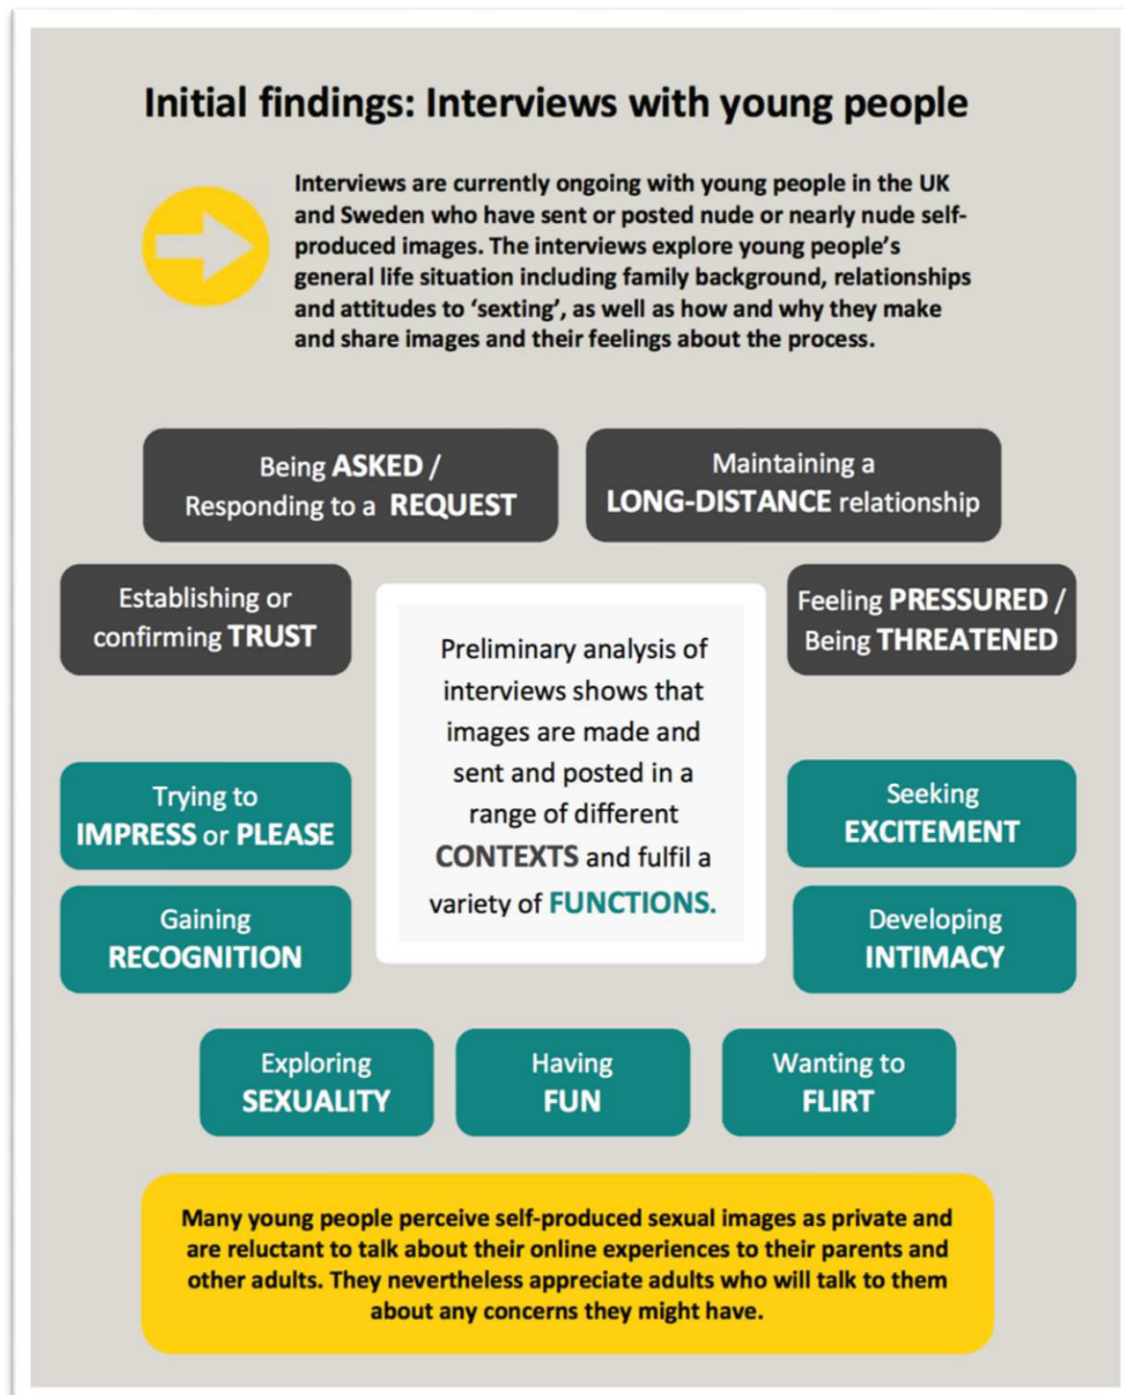 Initial findings: Interviews with young people
Interviews are currently ongoing with young people in the UK
and Sweden who have sent or posted nude or nearly nude self-
produced images. The interviews explore young people's
general life situation including family background, relationships
and attitudes to 'sexting', as well as how and why they make
and share images and their feelings about the process.
Being ASKED /
Responding to a REQUEST
Maintaining a
LONG-DISTANCE relationship
Establishing or
confirming TRUST
Feeling PRESSURED /
Being THREATENED
Preliminary analysis of
interviews shows that
images are made and
sent and posted in a
range of different
CONTEXTS and fulfil a
variety of FUNCTIONS.
Trying to
IMPRESS or PLEASE
Seeking
EXCITEMENT
Gaining
RECOGNITION
Developing
INTIMACY
Exploring
SEXUALITY
Having
FUN
Wanting to
FLIRT
Many young people perceive self-produced sexual images as private and
are reluctant to talk about their online experiences to their parents and
other adults. They nevertheless appreciate adults who will talk to them
about any concerns they might have.